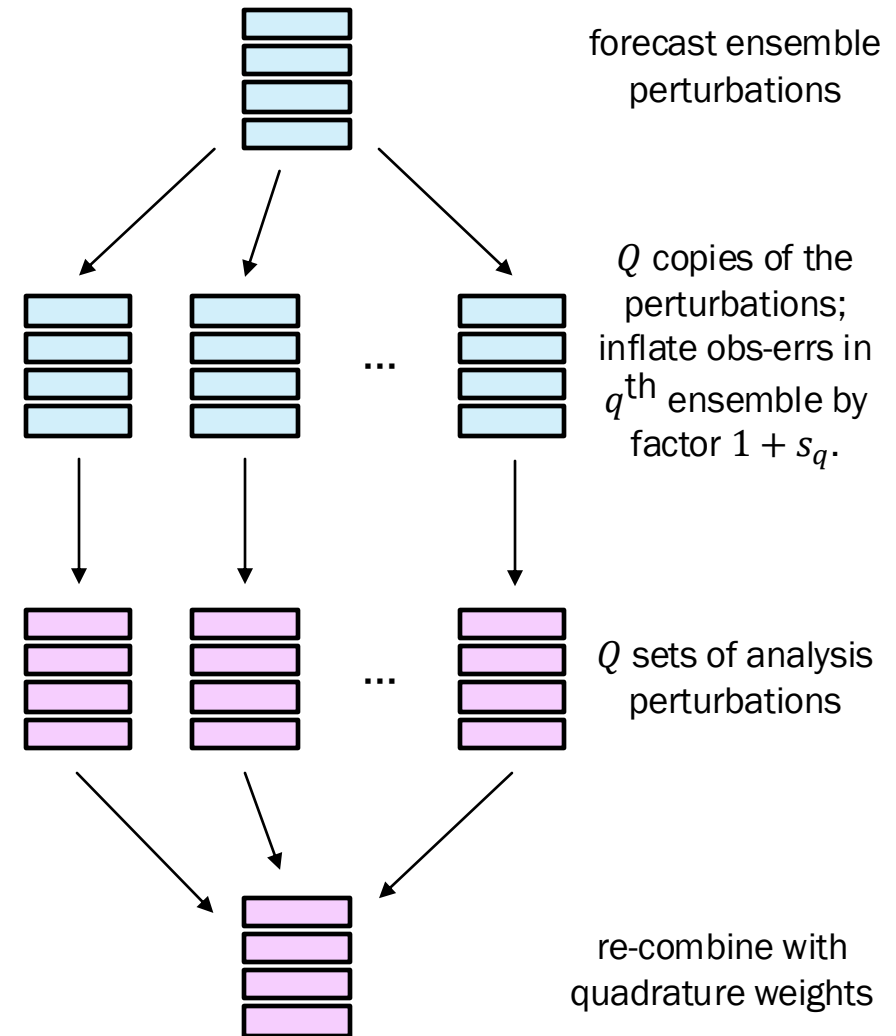 forecast ensemble
perturbations
Q copies of the
perturbations;
inflate obs-errs in
qth ensemble by
factor 1 + s_q.
...
Q sets of analysis
perturbations
...
re-combine with
quadrature weights